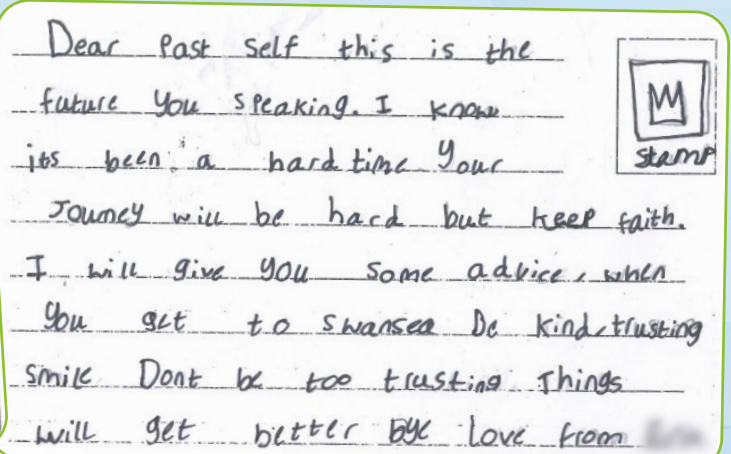 Dear Past self this is the
future you speaking. I know
its been a hard time your
Journey will be hard but keep faith.
I will give you some advice, when
you get to swansea be kind, trusting
smile Dont be too trusting Things
will get better bye love from
stamp